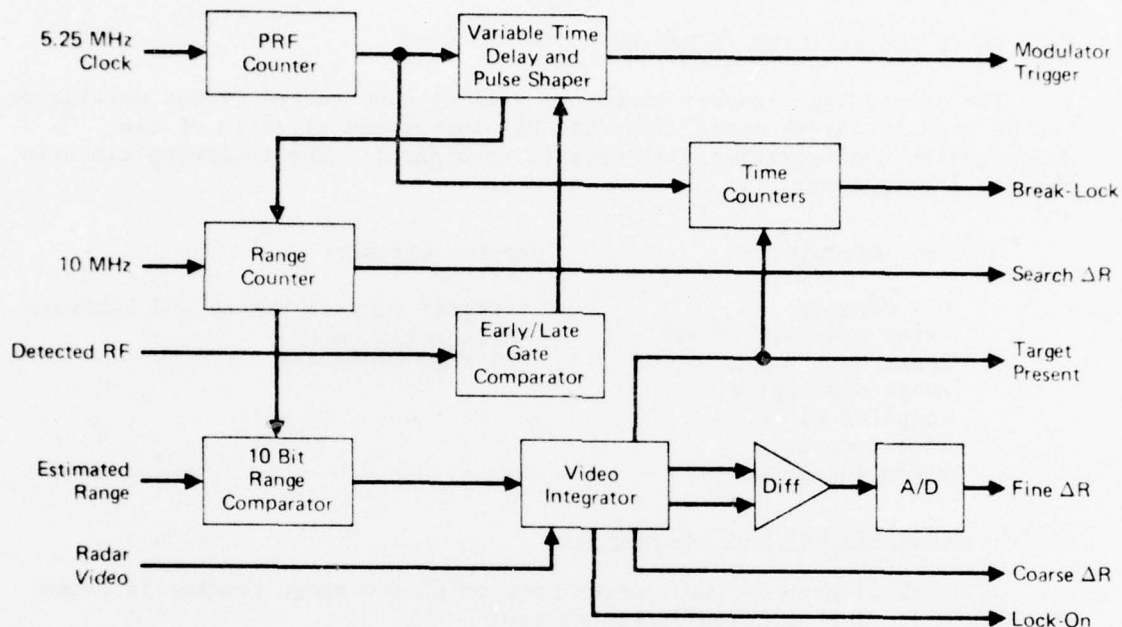 5.25 MHz
Clock
PRF
Counter
Variable Time
Delay and
Pulse Shaper
Modulator
Trigger
Time
Counters
Break-Lock
10 MHz
Range
Counter
Search ΔR
Detected RF
Early/Late
Gate
Comparator
Target
Present
Estimated
Range
10 Bit
Range
Comparator
Video
Integrator
Diff
A/D
Fine ΔR
Radar
Video
Coarse ΔR
Lock-On